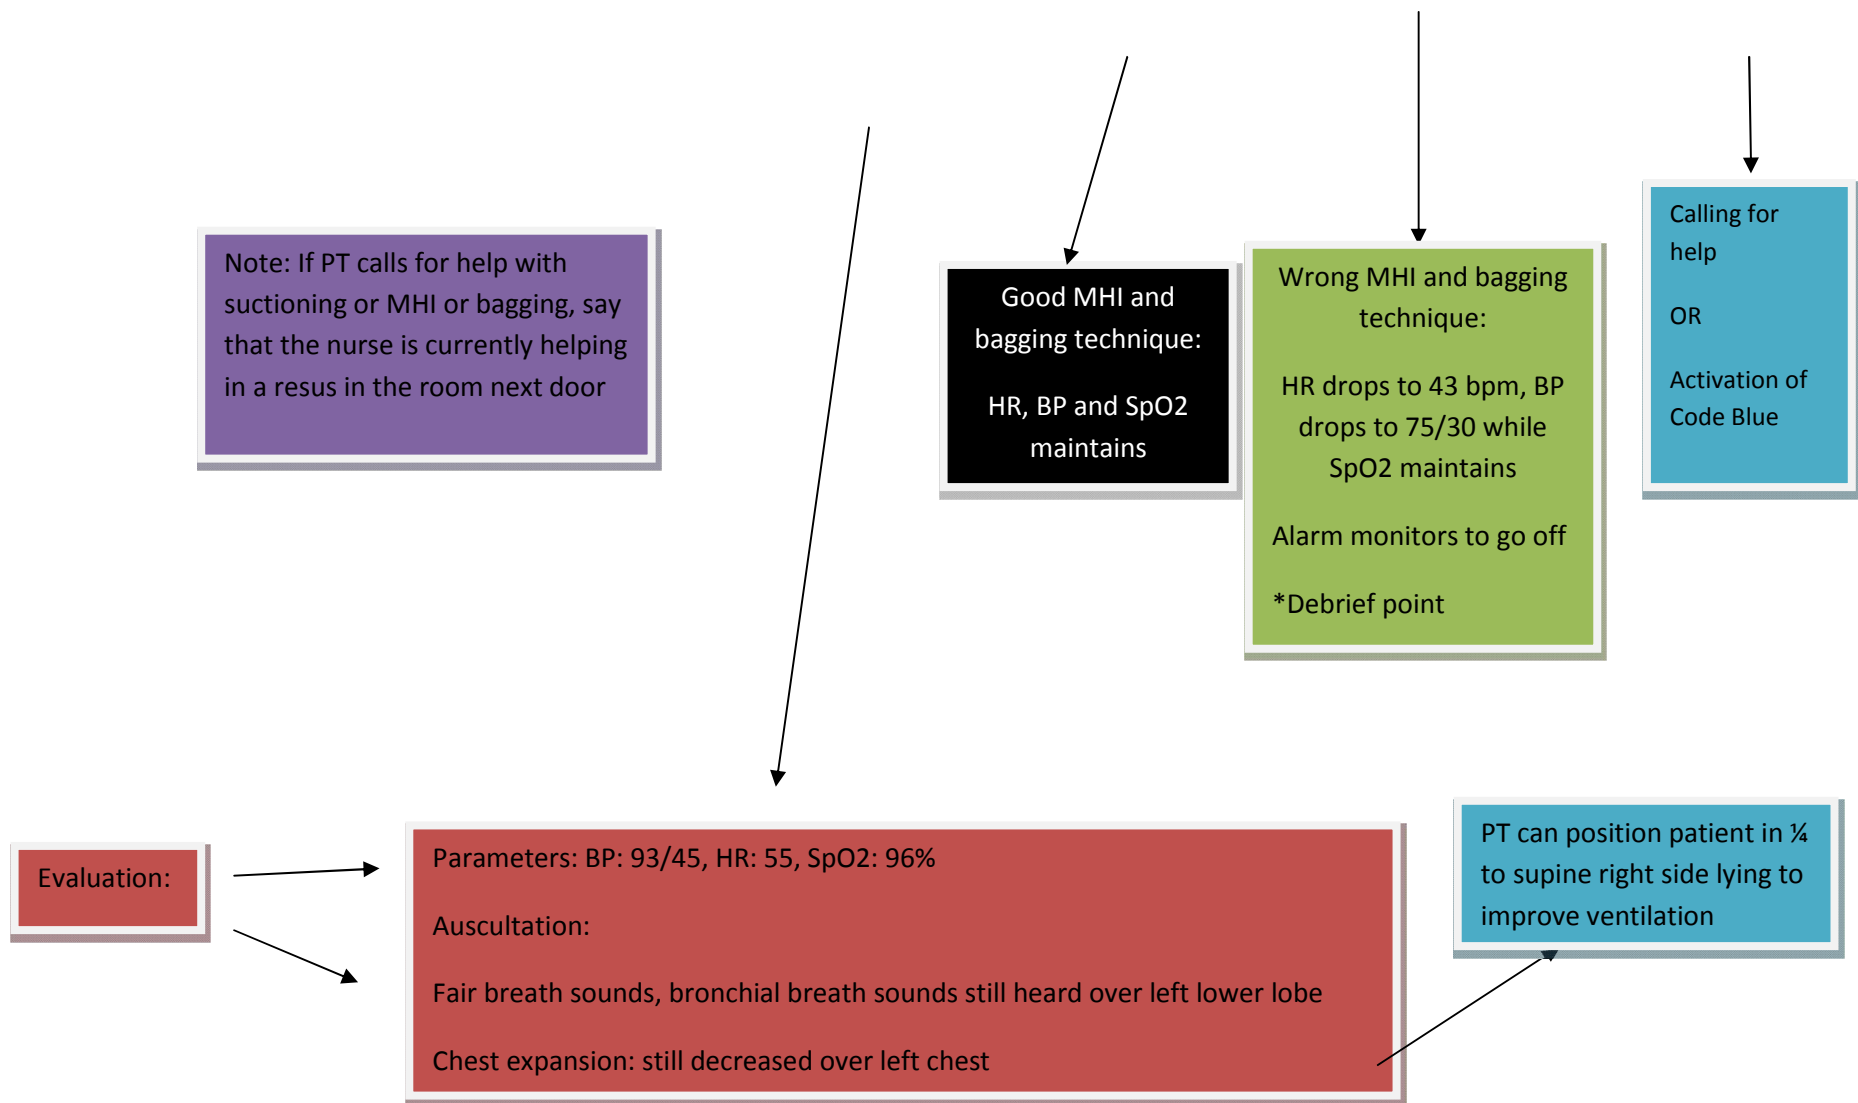 Note: If PT calls for help with
suctioning or MHI or bagging, say
that the nurse is currently helping
in a resus in the room next door
Good MHI and
bagging technique:
HR, BP and SpO2
maintains
Wrong MHI and bagging
technique:
HR drops to 43 bpm, BP
drops to 75/30 while
SpO2 maintains
Alarm monitors to go off
*Debrief point
Calling for
help
OR
Activation of
Code Blue
Evaluation:
Parameters: BP: 93/45, HR: 55, SpO2: 96%
Auscultation:
Fair breath sounds, bronchial breath sounds still heard over left lower lobe
Chest expansion: still decreased over left chest
PT can position patient in ¼
to supine right side lying to
improve ventilation